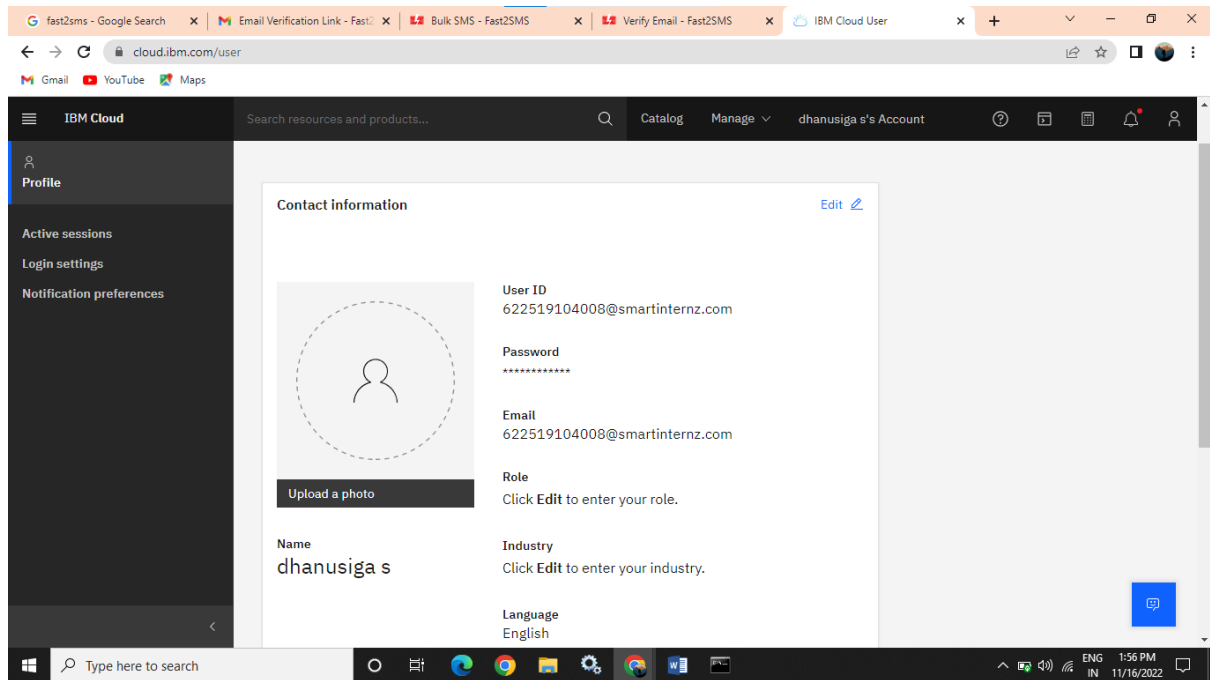 fast2sms - Google Search
Email Verification Link - Fast2
Bulk SMS - Fast2SMS
Verify Email - Fast2SMS
IBM Cloud User
cloud.ibm.com/user
Gmail YouTube Maps
IBM Cloud Search resources and products... Catalog Manage dhanusiga s's Account
Profile
Active sessions
Login settings
Notification preferences
Contact information Edit
Upload a photo
Name
dhanusiga s
User ID
622519104008@smartinternz.com
Password
************
Email
622519104008@smartinternz.com
Role
Click Edit to enter your role.
Industry
Click Edit to enter your industry.
Language
English
Type here to search
ENG
IN
1:56 PM
11/16/2022